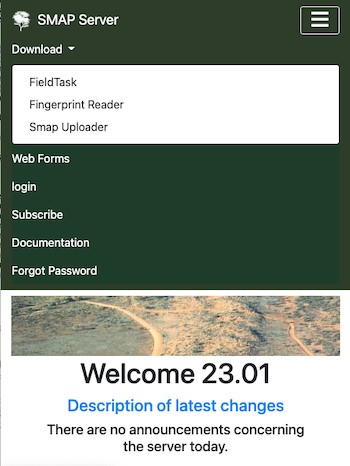 SMAP Server
Download
FieldTask
Fingerprint Reader
Smap Uploader
Web Forms
login
Subscribe
Documentation
Forgot Password
Welcome 23.01
Description of latest changes
There are no announcements concerning
the server today.